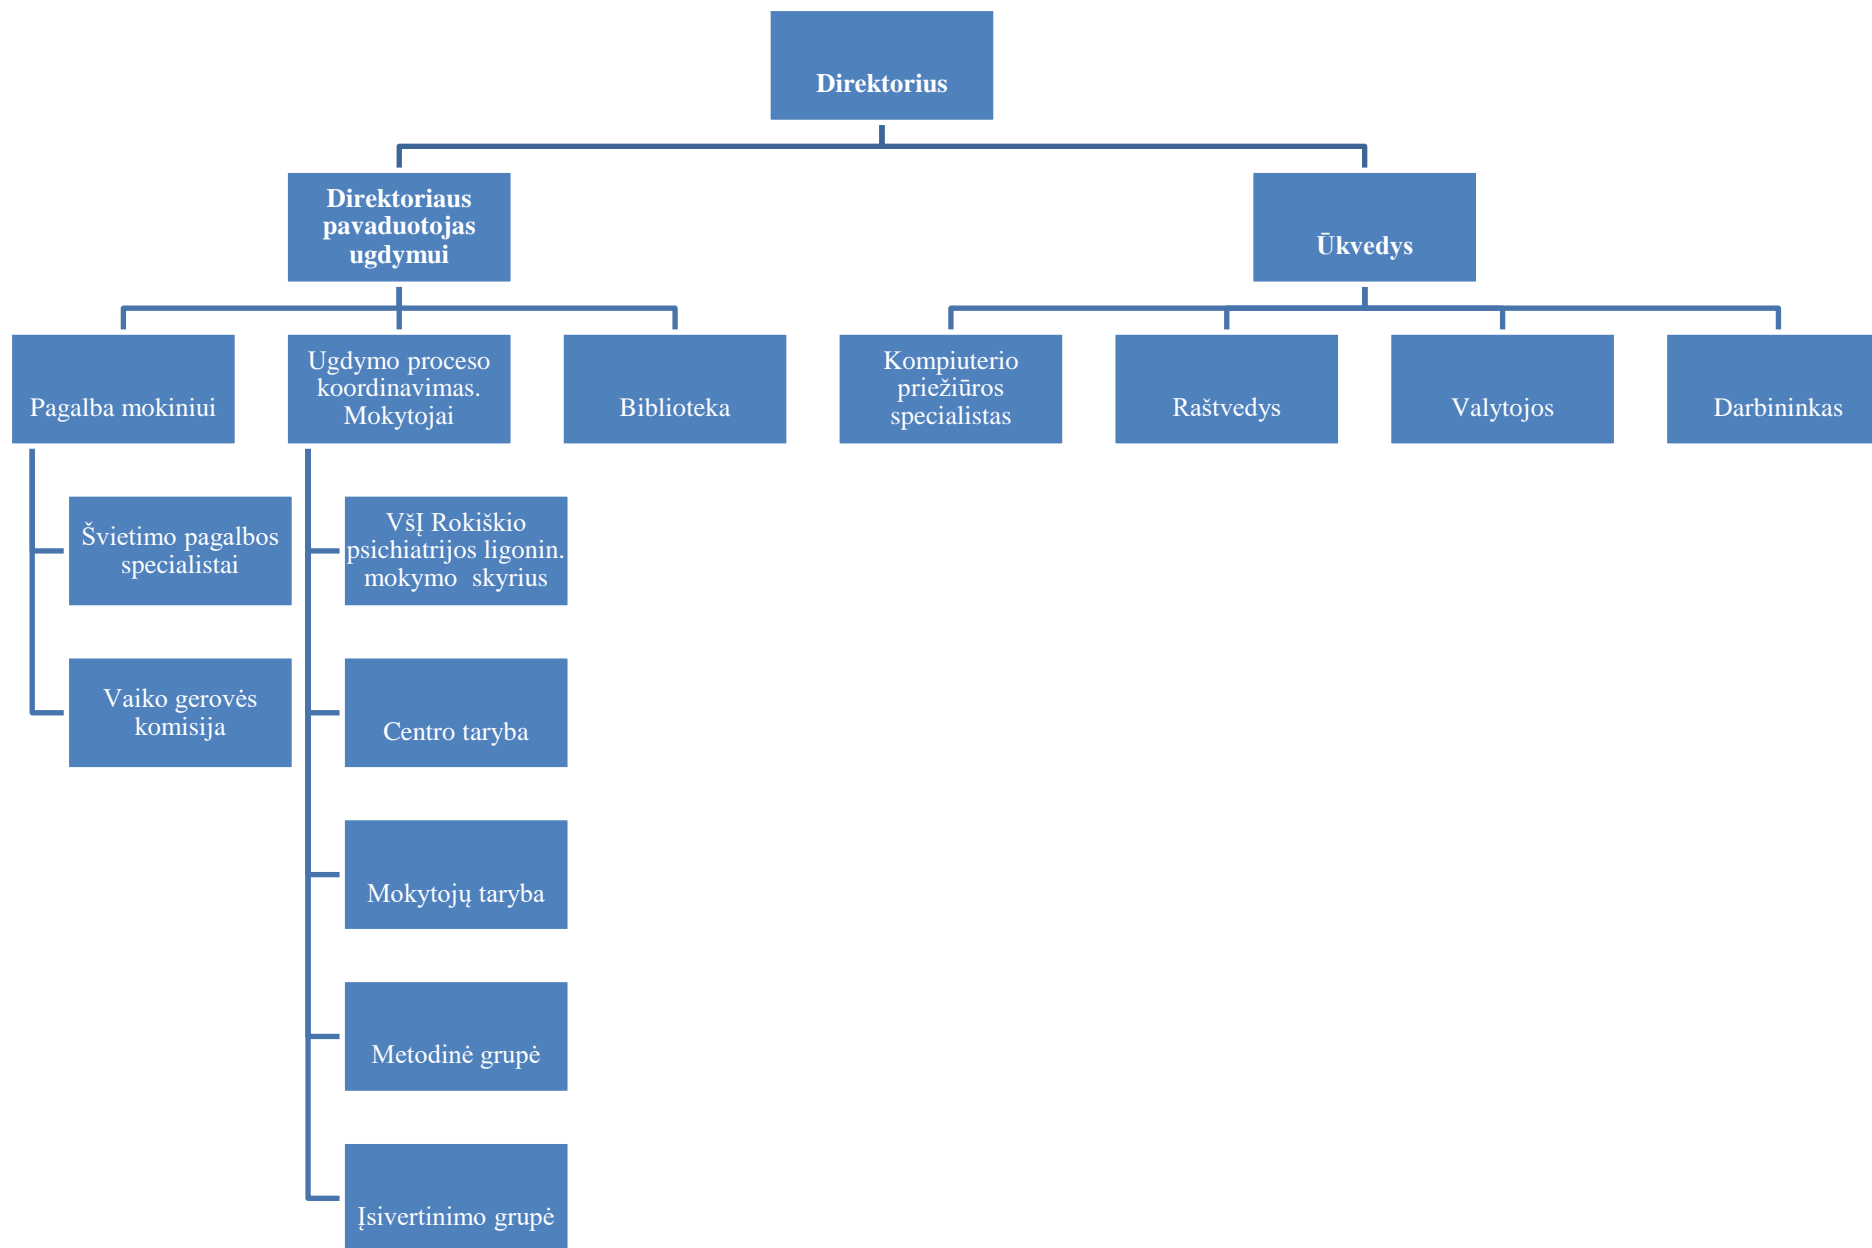 Direktorius
Direktoriaus
pavaduotojas
ugdymui
Ūkvedys
Pagalba mokiniui
Ugdymo proceso
koordinavimas.
Mokytojai
Biblioteka
Kompiuterio
priežiūros
specialistas
Raštvedys
Valytojos
Darbininkas
Švietimo pagalbos
specialistai
VšĮ Rokiškio
psichiatrijos ligonin.
mokymo  skyrius
Vaiko gerovės
komisija
Centro taryba
Mokytojų taryba
Metodinė grupė
Įsivertinimo grupė